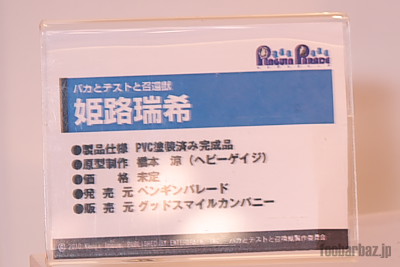 PENGUIN PARADE
バカとテストと召喚獣
姫路瑞希
●製品仕様 PVC塗装済み完成品
●原型制作 橋本 涼(ヘビーゲイジ)
●価 格 未定
●発 売 元 ペンギンパレード
●販 売 元 グッドスマイルカンパニー
foobarbaz.jp